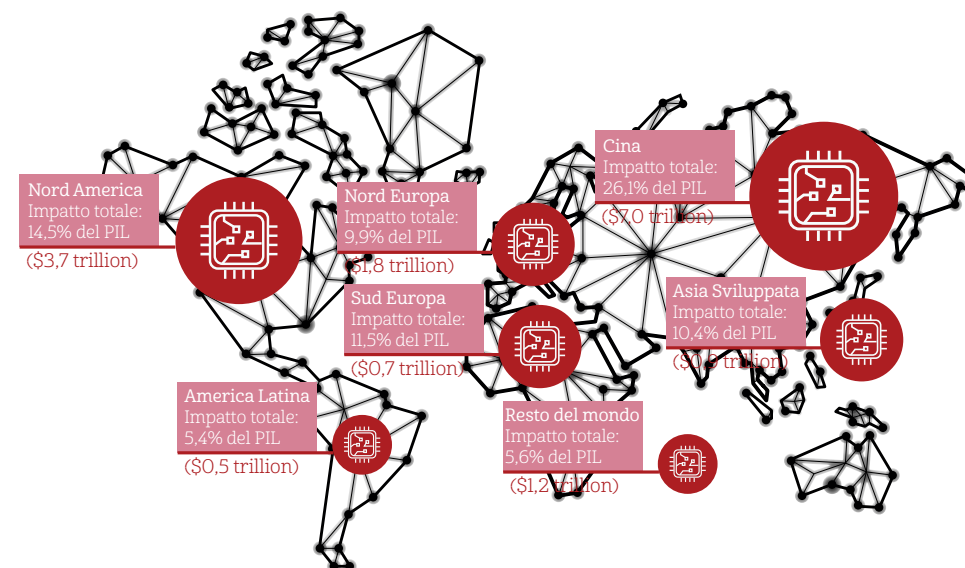 Cina
Impatto totale:
26,1% del PIL
($7,0 trillion)
Nord America
Impatto totale:
14,5% del PIL
($3,7 trillion)
Nord Europa
Impatto totale:
9,9% del PIL
($1,8 trillion)
Sud Europa
Impatto totale:
11,5% del PIL
($0,7 trillion)
Asia Sviluppata
Impatto totale:
10,4% del PIL
($0,9 trillion)
America Latina
Impatto totale:
5,4% del PIL
($0,5 trillion)
Resto del mondo
Impatto totale:
5,6% del PIL
($1,2 trillion)